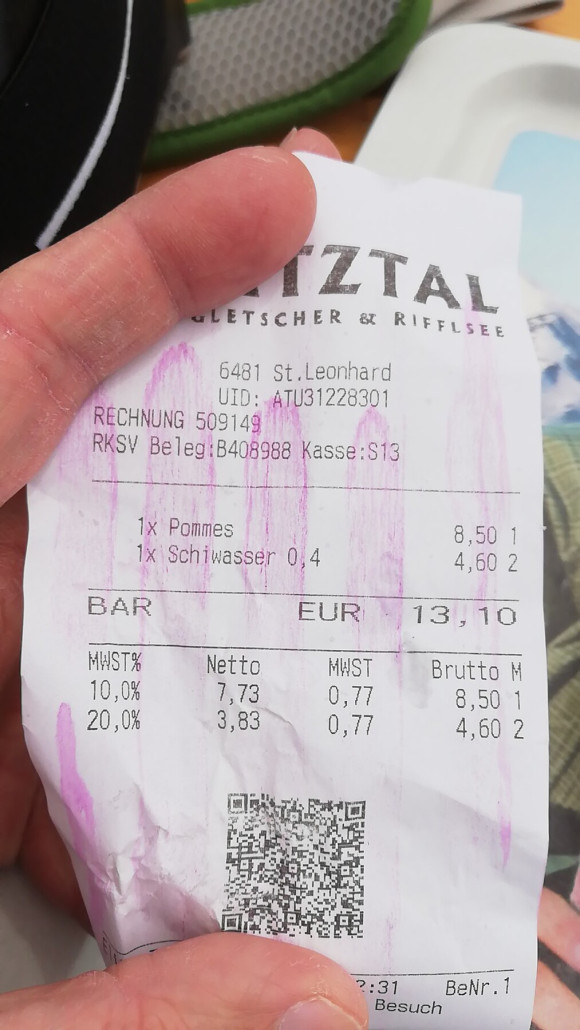 TZTAL
GLETSCHER & RIFFLSEE
6481 St.Leonhard
UID: ATU31228301
RECHNUNG 509149
RKSV Beleg:B408988 Kasse:S13
1x Pommes 8,50 1
1x Schiwasser 0,4 4,60 2
BAR EUR 13,10
MWST% Netto MWST Brutto M
10,0% 7,73 0,77 8,50 1
20,0% 3,83 0,77 4,60 2
2:31 BeNr.1
Besuch